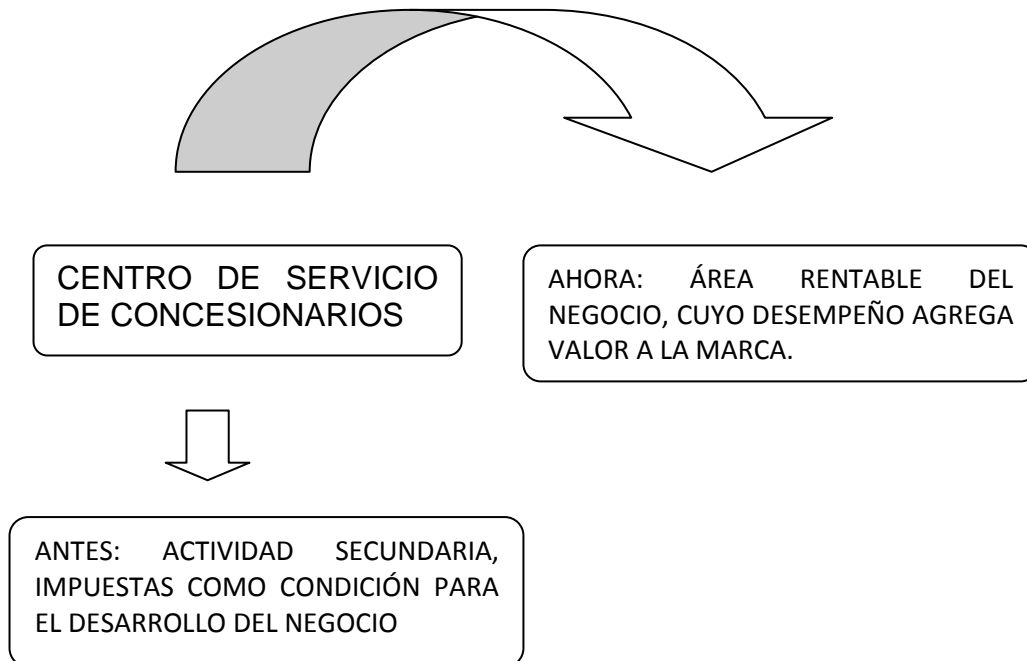 CENTRO DE SERVICIO
DE CONCESIONARIOS
AHORA: ÁREA RENTABLE DEL
NEGOCIO, CUYO DESEMPEÑO AGREGA
VALOR A LA MARCA.
ANTES: ACTIVIDAD SECUNDARIA,
IMPUESTAS COMO CONDICIÓN PARA
EL DESARROLLO DEL NEGOCIO